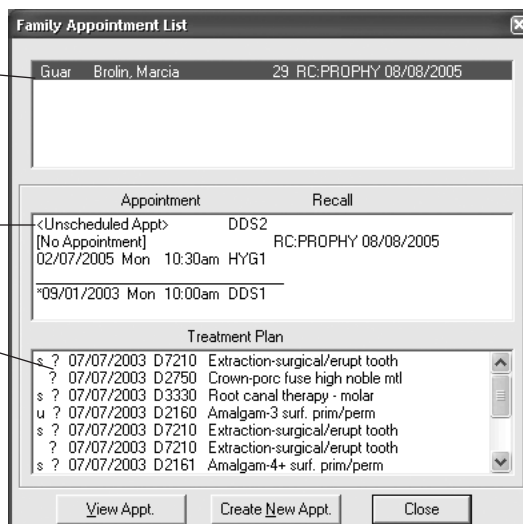 Family Appointment List
Guar Brolin, Marcia 29 RC:PROPHY 08/08/2005
Appointment Recall
<Unscheduled Appt> DDS2
[No Appointment] RC:PROPHY 08/08/2005
02/07/2005 Mon 10:30am HYG1
*09/01/2003 Mon 10:00am DDS1
Treatment Plan
s ? 07/07/2003 D7210 Extraction-surgical/erupt tooth
? 07/07/2003 D2750 Crown-porc fuse high noble mtl
s ? 07/07/2003 D3330 Root canal therapy - molar
u ? 07/07/2003 D2160 Amalgam-3 surf. prim/perm
s ? 07/07/2003 D7210 Extraction-surgical/erupt tooth
? 07/07/2003 D7210 Extraction-surgical/erupt tooth
s ? 07/07/2003 D2161 Amalgam-4+ surf. prim/perm
View Appt. Create New Appt. Close